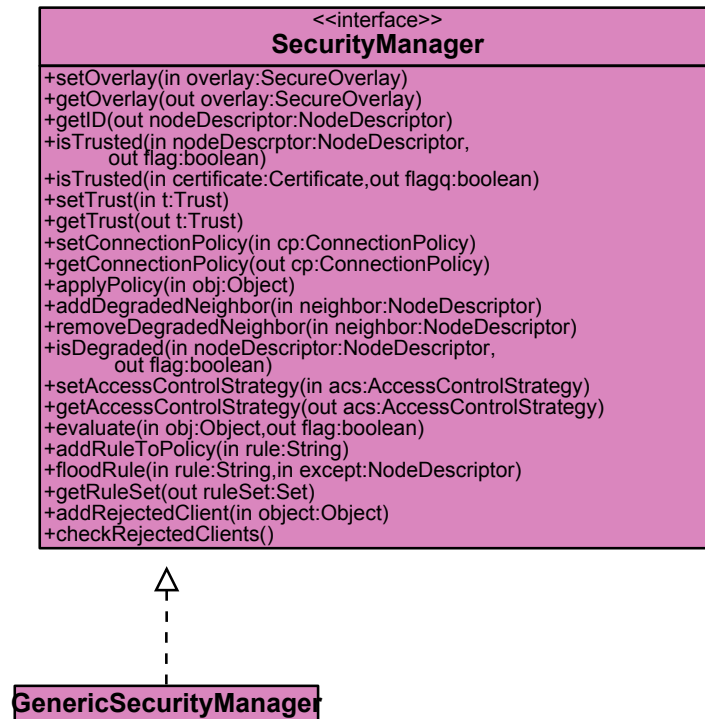 <<interface>>
SecurityManager
+setOverlay(in overlay:SecureOverlay)
+getOverlay(out overlay:SecureOverlay)
+getID(out nodeDescriptor:NodeDescriptor)
+isTrusted(in nodeDescrptor:NodeDescriptor,
out flag:boolean)
+isTrusted(in certificate:Certificate,out flagq:boolean)
+setTrust(in t:Trust)
+getTrust(out t:Trust)
+setConnectionPolicy(in cp:ConnectionPolicy)
+getConnectionPolicy(out cp:ConnectionPolicy)
+applyPolicy(in obj:Object)
+addDegradedNeighbor(in neighbor:NodeDescriptor)
+removeDegradedNeighbor(in neighbor:NodeDescriptor)
+isDegraded(in nodeDescriptor:NodeDescriptor,
out flag:boolean)
+setAccessControlStrategy(in acs:AccessControlStrategy)
+getAccessControlStrategy(out acs:AccessControlStrategy)
+evaluate(in obj:Object,out flag:boolean)
+addRuleToPolicy(in rule:String)
+floodRule(in rule:String,in except:NodeDescriptor)
+getRuleSet(out ruleSet:Set)
+addRejectedClient(in object:Object)
+checkRejectedClients()
GenericSecurityManager